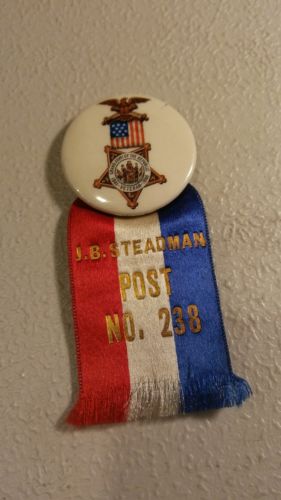 J.B. STEADMAN
POST
NO. 238